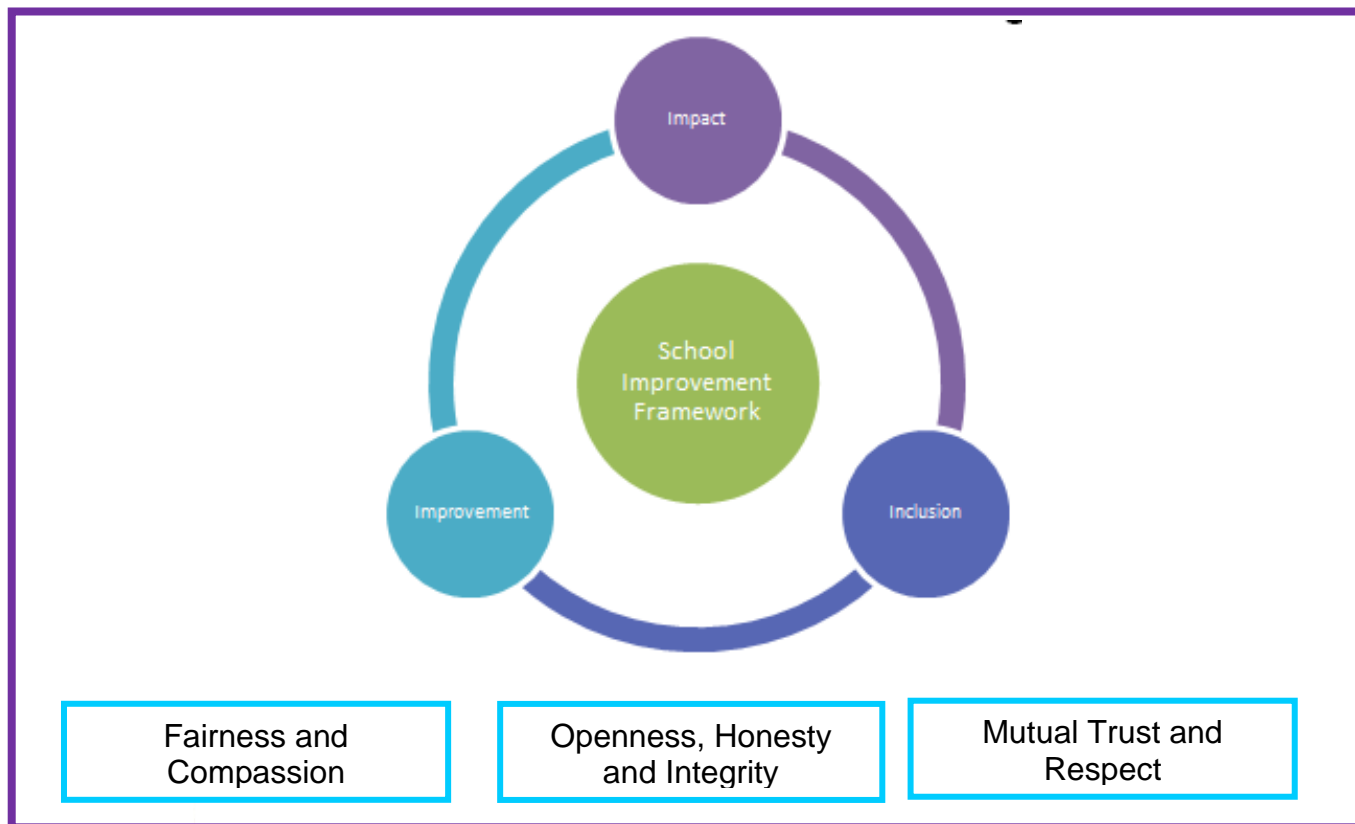 Impact
School
Improvement
Framework
Improvement
Inclusion
Fairness and
Compassion
Openness, Honesty
and Integrity
Mutual Trust and
Respect